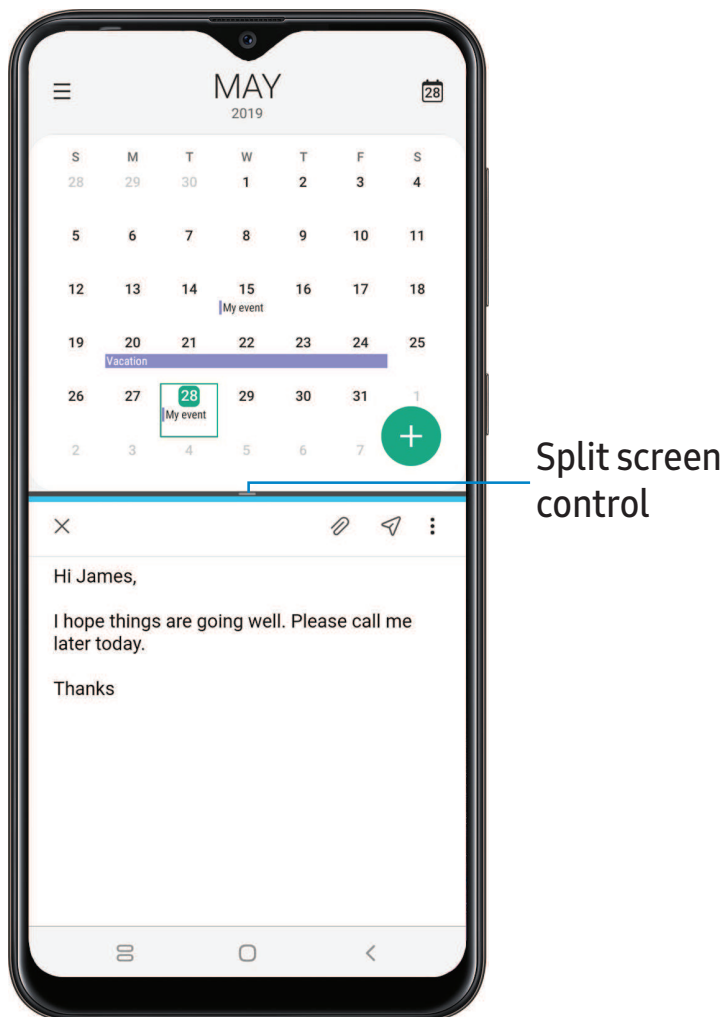 MAY
28
2019
S M T W T F S
28 29 30 1 2 3 4
5 6 7 8 9 10 11
12 13 14 15 16 17 18
My event
19 20 21 22 23 24 25
Vacation
26 27 28 29 30 31 1
My event
2 3 4 5 6 7
Split screen
control
Hi James,
I hope things are going well. Please call me
later today.
Thanks